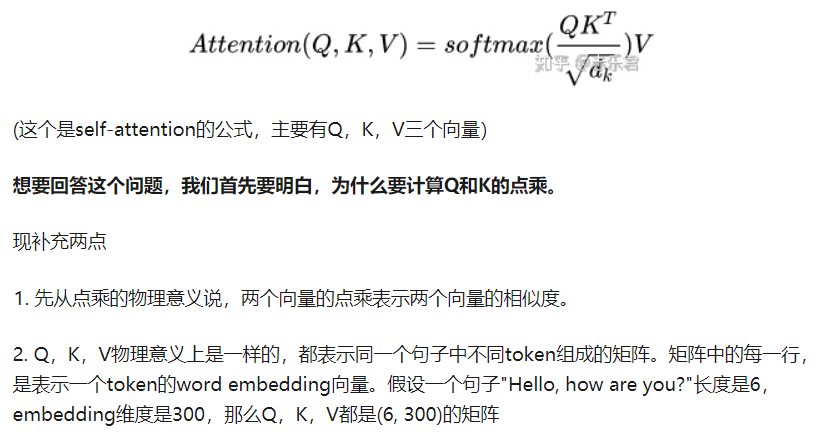 Attention(Q, K, V) = softmax(\frac{QK^T}{\sqrt{d_k}})V
知乎
(这个是self-attention的公式，主要有Q，K，V三个向量)
想要回答这个问题，我们首先要明白，为什么要计算Q和K的点乘。
现补充两点
1. 先从点乘的物理意义说，两个向量的点乘表示两个向量的相似度。
2. Q，K，V物理意义上是一样的，都表示同一个句子中不同token组成的矩阵。矩阵中的每一行，
是表示一个token的word embedding向量。假设一个句子"Hello, how are you?"长度是6，
embedding维度是300，那么Q，K，V都是(6, 300)的矩阵